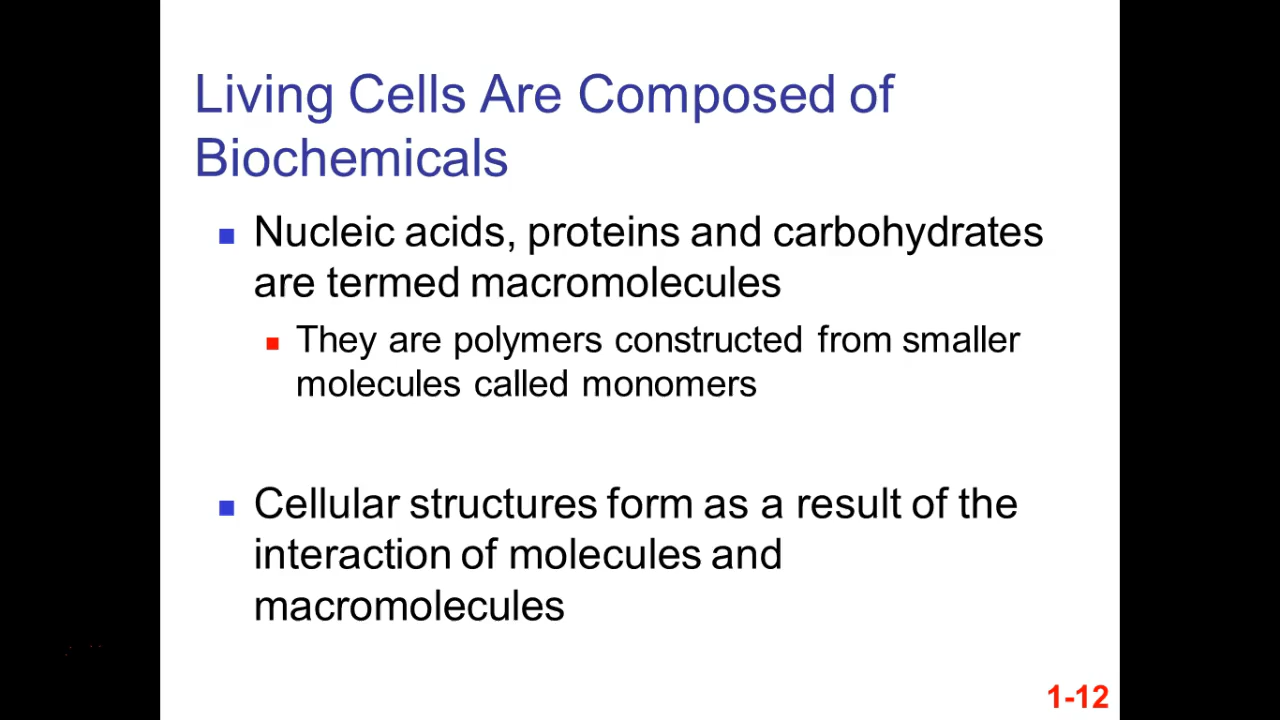 Living Cells Are Composed of
Biochemicals
Nucleic acids, proteins and carbohydrates
are termed macromolecules
They are polymers constructed from smaller
molecules called monomers
Cellular structures form as a result of the
interaction of molecules and
macromolecules
1-12